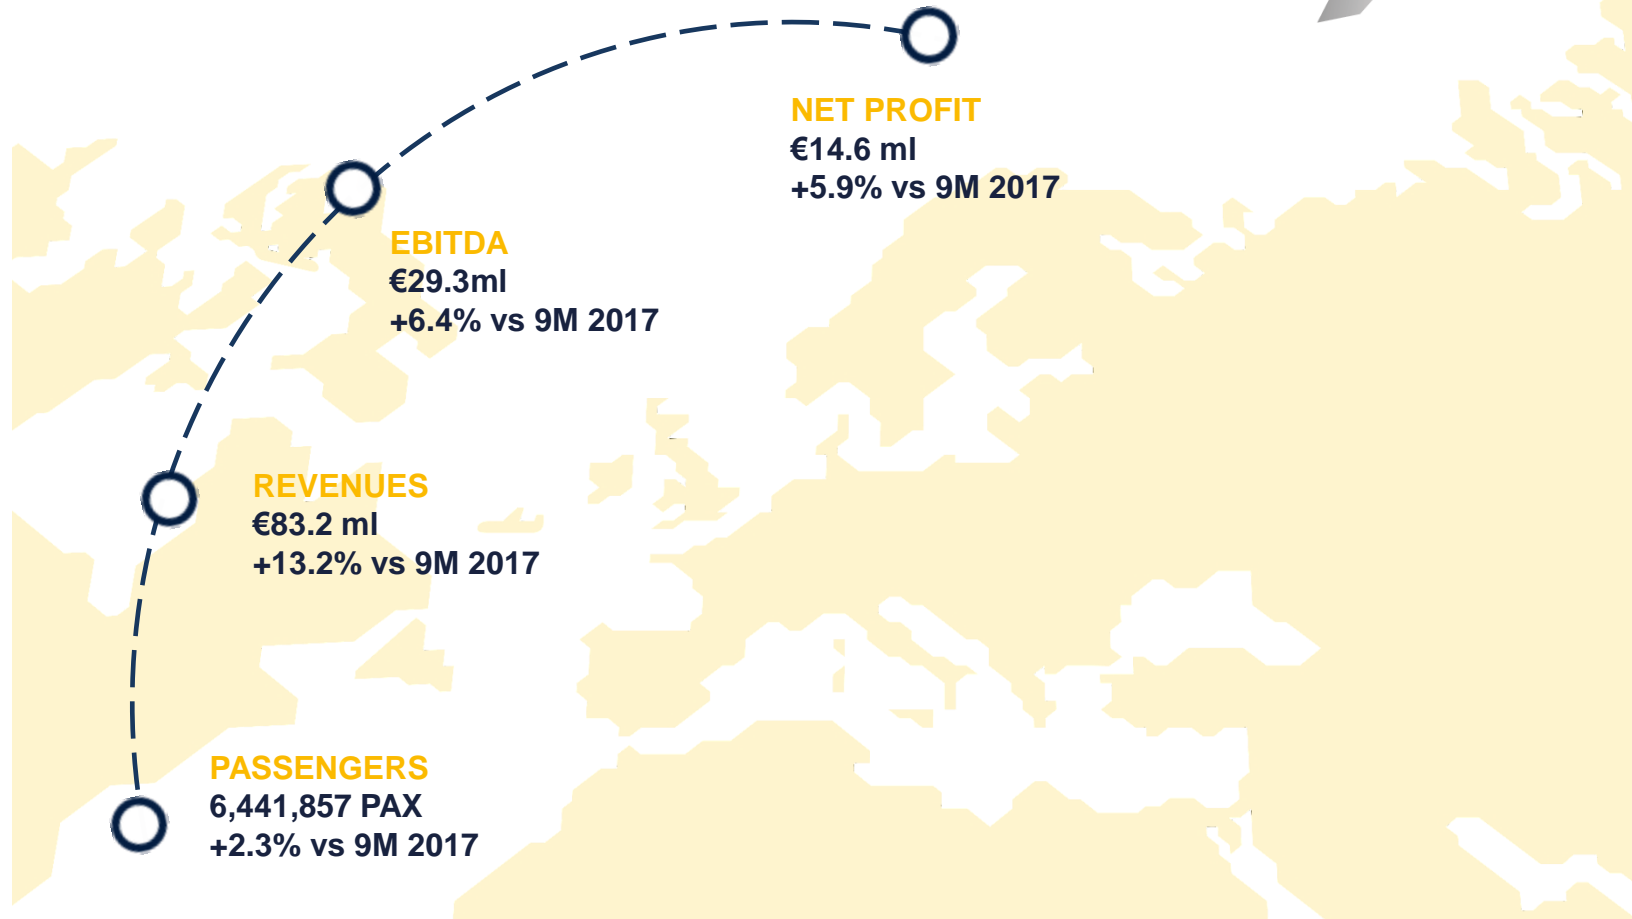 NET PROFIT
€14.6 ml
+5.9% vs 9M 2017
EBITDA
€29.3ml
+6.4% vs 9M 2017
REVENUES
€83.2 ml
+13.2% vs 9M 2017
PASSENGERS
6,441,857 PAX
+2.3% vs 9M 2017